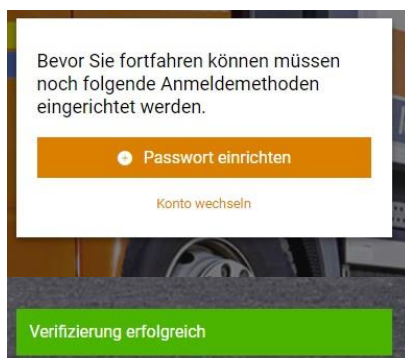 Bevor Sie fortfahren können müssen
noch folgende Anmeldemethoden
eingerichtet werden.
Passwort einrichten
Konto wechseln
Verifizierung erfolgreich